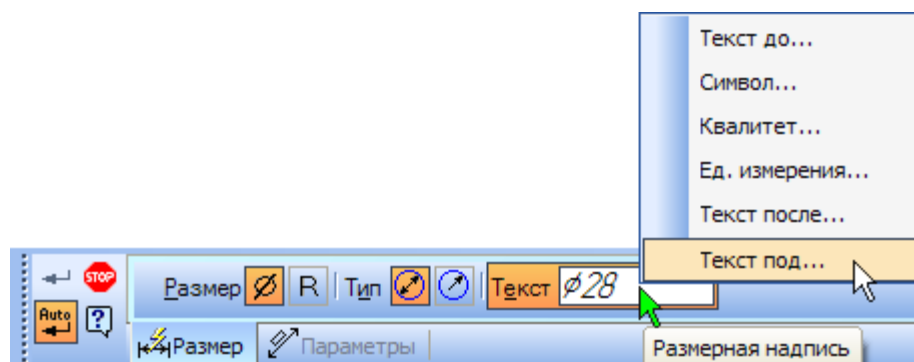 Текст до...
Символ...
Квалитет...
Ед. измерения...
Текст после...
Текст под...
STOP
Размер Ø R Тип Текст Ø28
Auto ?
Размер Параметры
Размерная надпись